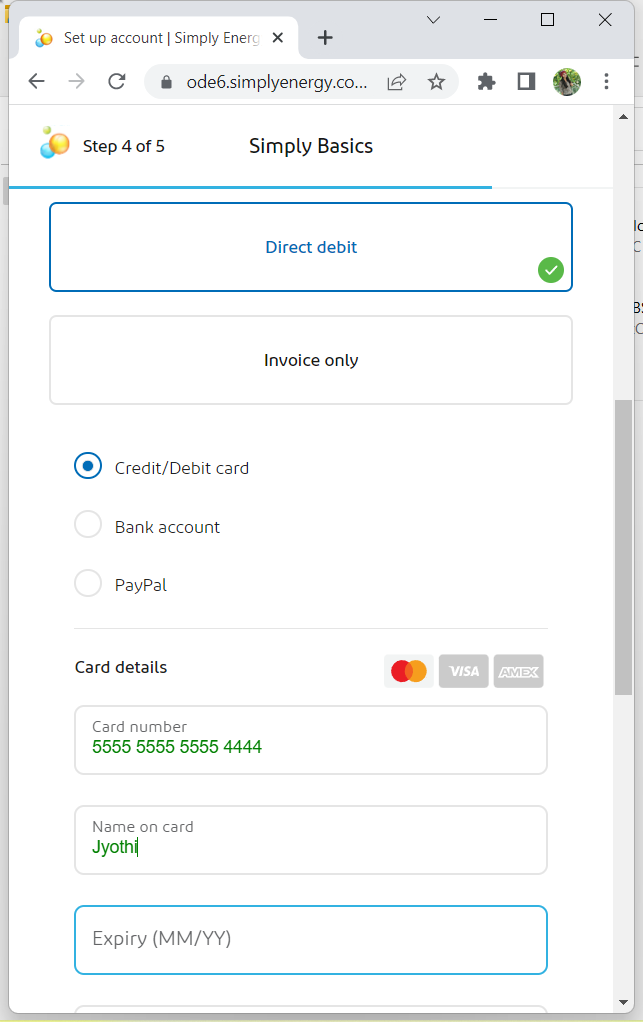 Set up account | Simply Energ
ode6.simplyenergy.co...
Step 4 of 5
Simply Basics
Direct debit
Invoice only
Credit/Debit card
Bank account
PayPal
Card details
VISA
AMEX
Card number
5555 5555 5555 4444
Name on card
Jyothi
Expiry (MM/YY)